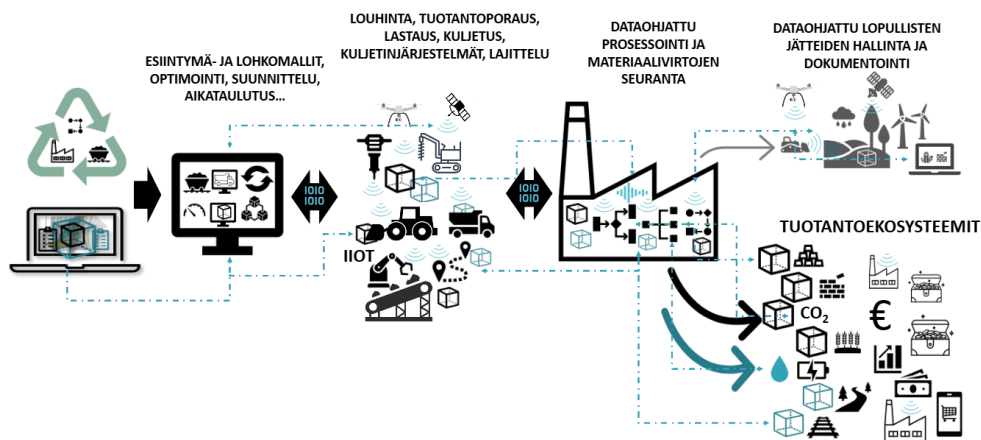 ESIINTYMÄ- JA LOHKOMALLIT,
OPTIMOINTI, SUUNNITTELU,
AIKATAULUTUS...
LOUHINTA, TUOTANTOPORAUS,
LASTAUS, KULJETUS,
KULJETINJÄRJESTELMÄT, LAJITTELU
DATAOHJATTU
PROSESSOINTI JA
MATERIAALIVIRTOJEN
SEURANTA
DATAOHJATTU LOPULLISTEN
JÄTTEIDEN HALLINTA JA
DOKUMENTOINTI
1010
1010
1010
1010
IIOT
TUOTANTOEKOSYSTEEMIT
CO₂
€